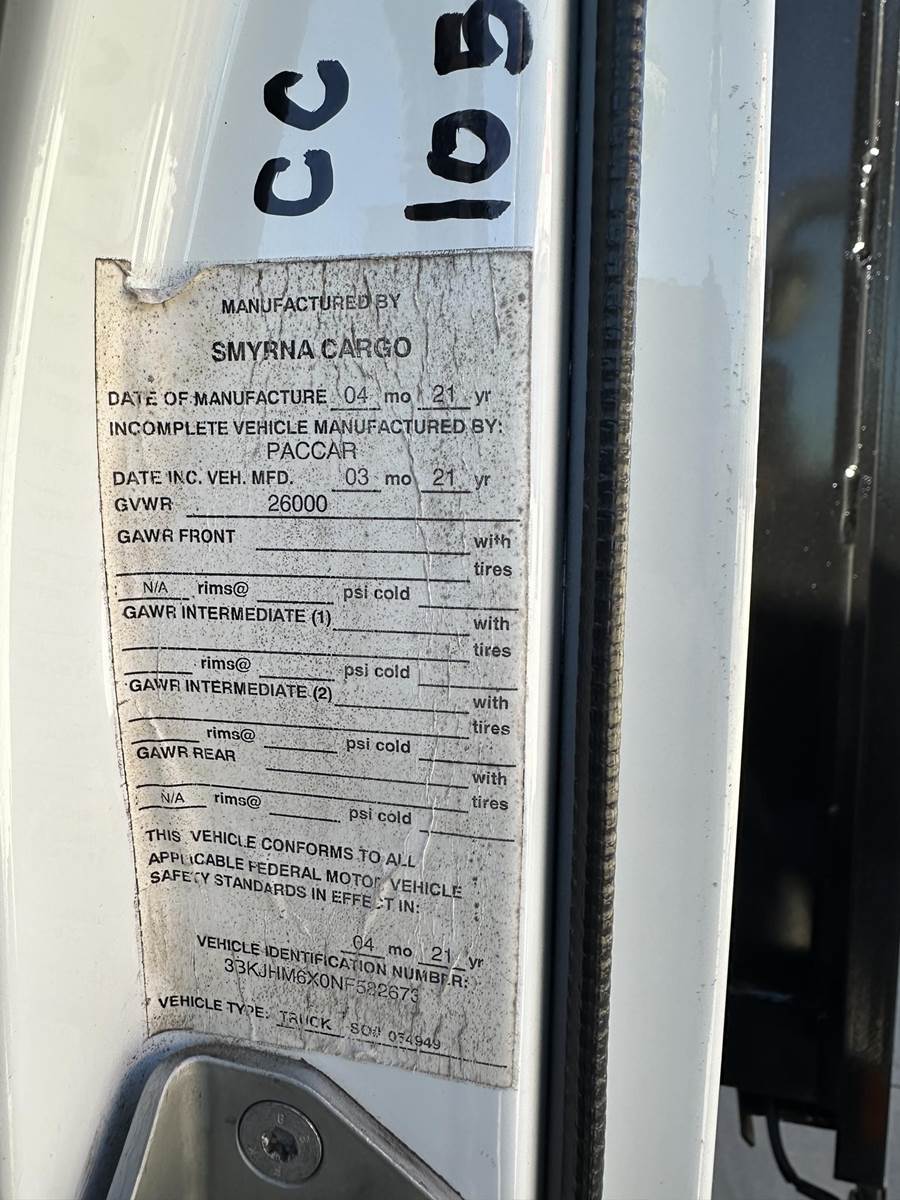 CC
105
MANUFACTURED BY
SMYRNA CARGO
DATE OF MANUFACTURE 04 mo 21 yr
INCOMPLETE VEHICLE MANUFACTURED BY:
PACCAR
DATE INC. VEH. MFD. 03 mo 21 yr
GVWR 26000
GAWR FRONT with
tires
N/A rims@ psi cold
GAWR INTERMEDIATE (1) with
tires
rims@ psi cold
GAWR INTERMEDIATE (2) with
tires
rims@ psi cold
GAWR REAR with
tires
N/A rims@ psi cold
THIS VEHICLE CONFORMS TO ALL
APPLICABLE FEDERAL MOTOR VEHICLE
SAFETY STANDARDS IN EFFECT IN:
04 mo 21 yr
VEHICLE IDENTIFICATION NUMBER:
3BKJHM6X0NF582673
VEHICLE TYPE: TRUCK SO# 054949